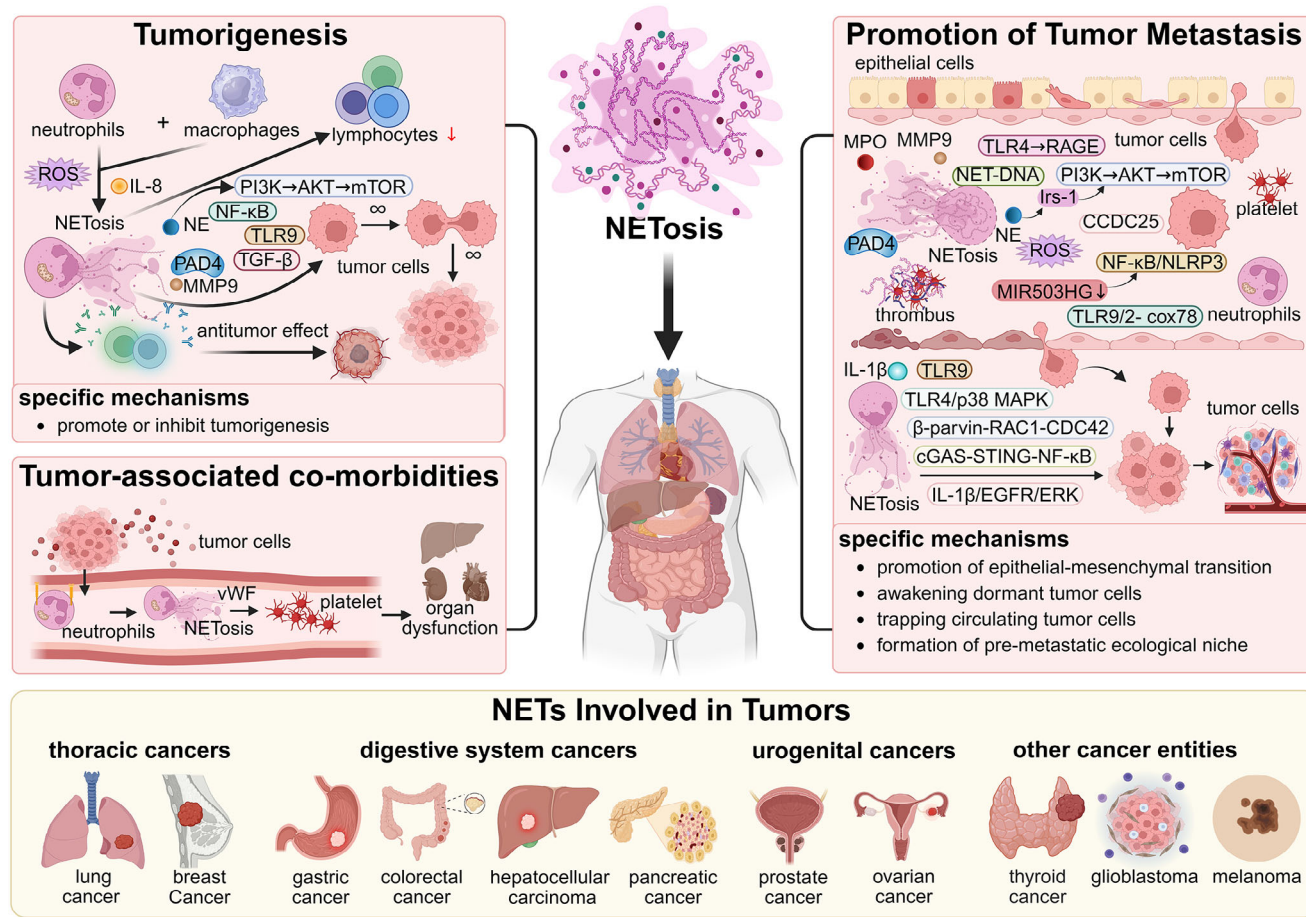 Tumorigenesis
neutrophils
+
macrophages
lymphocytes ↓
ROS
IL-8
NETosis
PI3K→AKT→mTOR
NE
NF-κB
TLR9
TGF-β
∞
tumor cells
∞
PAD4
MMP9
antitumor effect
specific mechanisms
• promote or inhibit tumorigenesis
Tumor-associated co-morbidities
tumor cells
neutrophils
vWF
NETosis
platelet
organ
dysfunction
NETosis
Promotion of Tumor Metastasis
epithelial cells
MPO
MMP9
TLR4→RAGE
tumor cells
NET-DNA
PI3K→AKT→mTOR
Irs-1
NE
CCDC25
platelet
PAD4
NETosis
ROS
NF-κB/NLRP3
MIR503HG↓
thrombus
TLR9/2- cox78
neutrophils
IL-1β
TLR9
TLR4/p38 MAPK
β-parvin-RAC1-CDC42
cGAS-STING-NF-κB
IL-1β/EGFR/ERK
NETosis
tumor cells
specific mechanisms
• promotion of epithelial-mesenchymal transition
• awakening dormant tumor cells
• trapping circulating tumor cells
• formation of pre-metastatic ecological niche
NETs Involved in Tumors
thoracic cancers
digestive system cancers
urogenital cancers
other cancer entities
lung
cancer
breast
Cancer
gastric
cancer
colorectal
cancer
hepatocellular
carcinoma
pancreatic
cancer
prostate
cancer
ovarian
cancer
thyroid
cancer
glioblastoma
melanoma